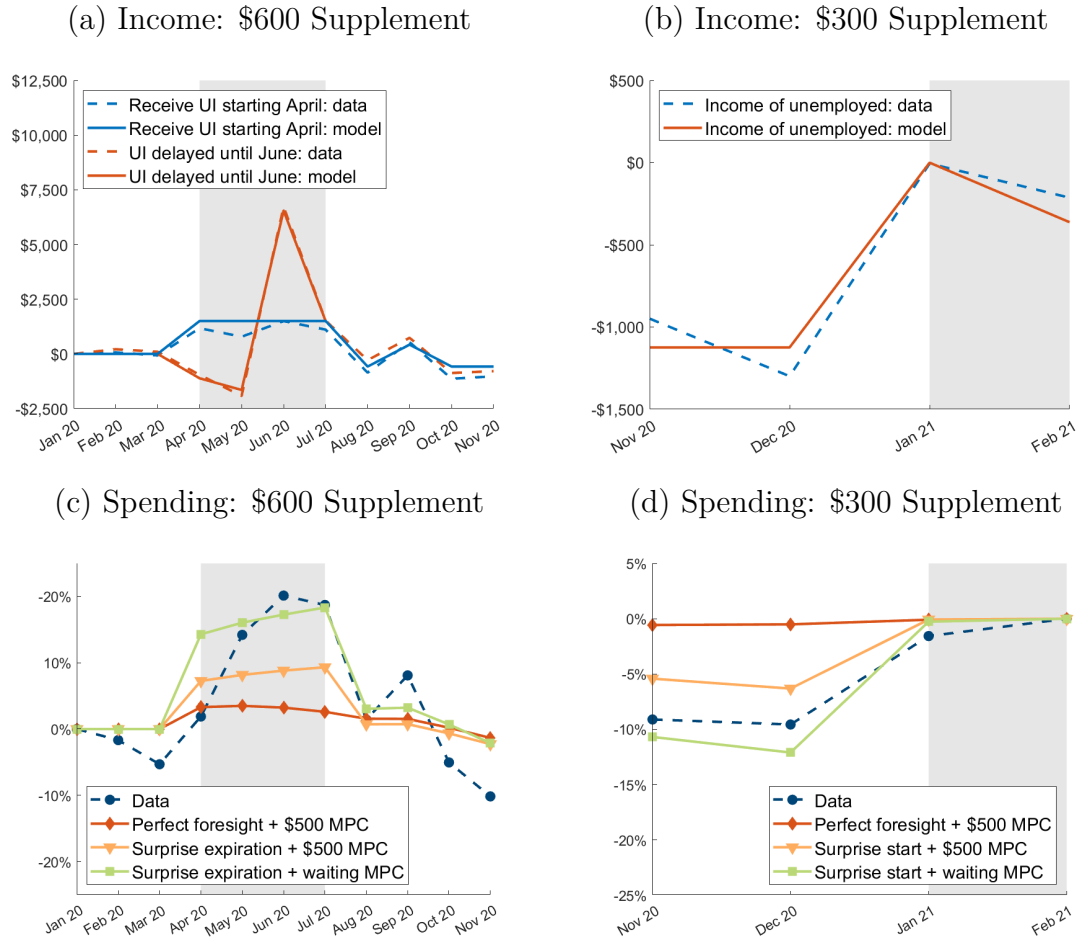 (a) Income: $600 Supplement
$12,500
$10,000
$7,500
$5,000
$2,500
$0
-$2,500
Receive UI starting April: data
Receive UI starting April: model
UI delayed until June: data
UI delayed until June: model
Jan 20
Feb 20
Mar 20
Apr 20
May 20
Jun 20
Jul 20
Aug 20
Sep 20
Oct 20
Nov 20
(b) Income: $300 Supplement
$500
$0
-$500
-$1,000
-$1,500
Income of unemployed: data
Income of unemployed: model
Nov 20
Dec 20
Jan 21
Feb 21
(c) Spending: $600 Supplement
-20%
10%
0%
-10%
-20%
Data
Perfect foresight + $500 MPC
Surprise expiration + $500 MPC
Surprise expiration + waiting MPC
Jan 20
Feb 20
Mar 20
Apr 20
May 20
Jun 20
Jul 20
Aug 20
Sep 20
Oct 20
Nov 20
(d) Spending: $300 Supplement
5%
0%
-5%
-10%
-15%
-20%
-25%
Data
Perfect foresight + $500 MPC
Surprise start + $500 MPC
Surprise start + waiting MPC
Nov 20
Dec 20
Jan 21
Feb 21